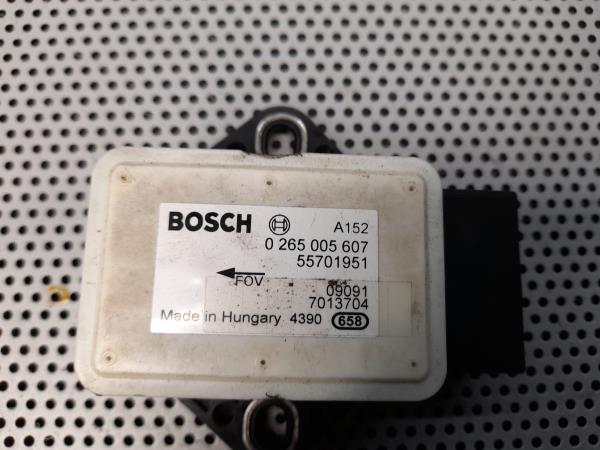 BOSCH A152
0 265 005 607
55701951
FOV
09091
7013704
Made in Hungary 4390 658